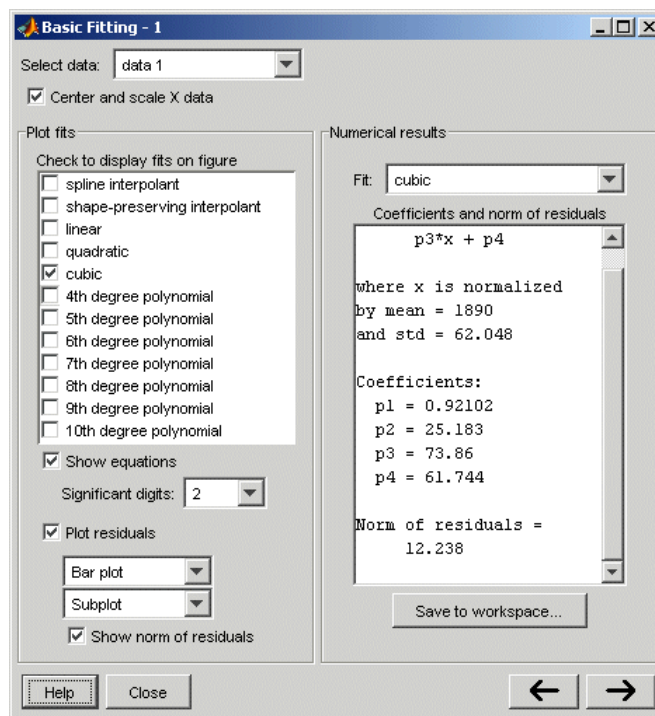 Basic Fitting - 1
Select data: data 1
Center and scale X data
Plot fits
Check to display fits on figure
spline interpolant
shape-preserving interpolant
linear
quadratic
cubic
4th degree polynomial
5th degree polynomial
6th degree polynomial
7th degree polynomial
8th degree polynomial
9th degree polynomial
10th degree polynomial
Show equations
Significant digits: 2
Plot residuals
Bar plot
Subplot
Show norm of residuals
Numerical results
Fit: cubic
Coefficients and norm of residuals
p3*x + p4
where x is normalized
by mean = 1890
and std = 62.048
Coefficients:
p1 = 0.92102
p2 = 25.183
p3 = 73.86
p4 = 61.744
Norm of residuals =
12.238
Save to workspace...
Help Close